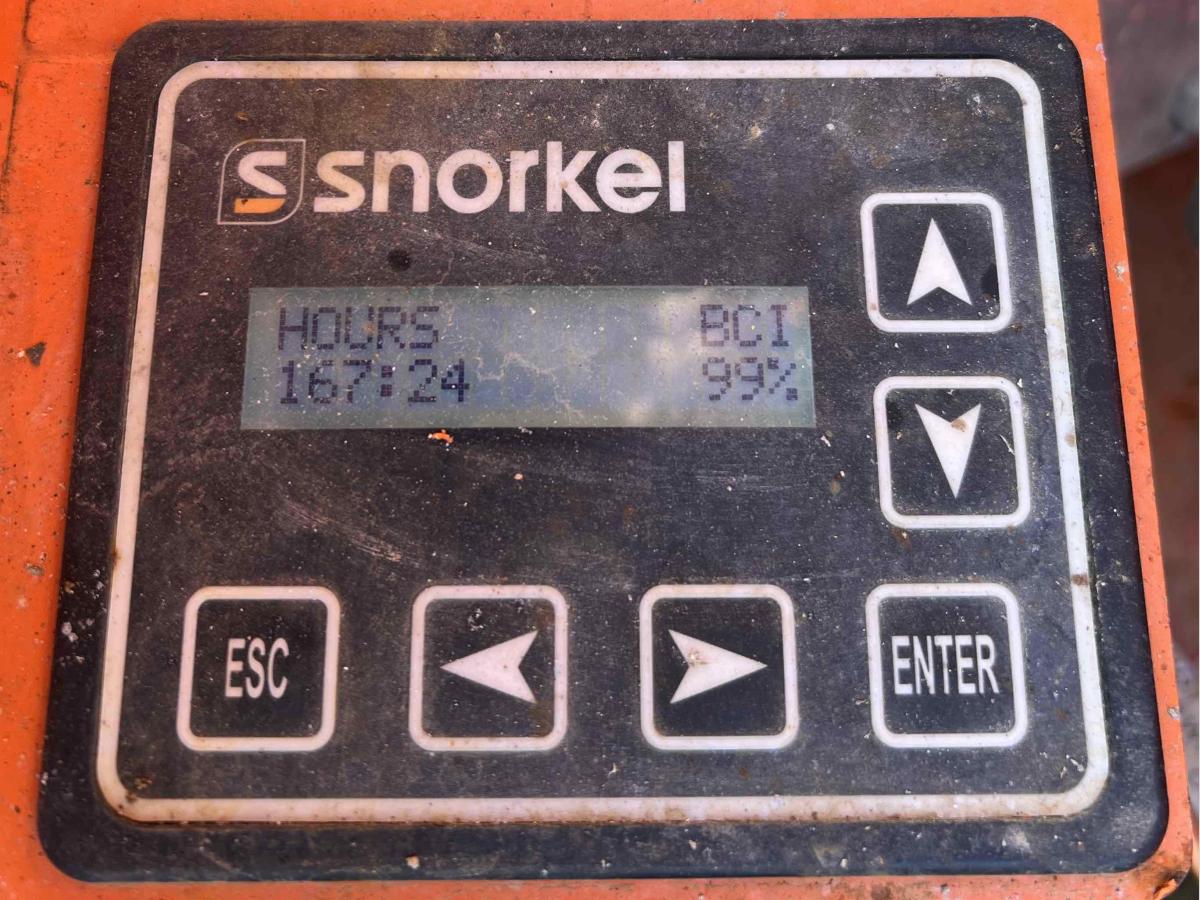 snorkel
HOURS BCI
167:24 99%
ESC ENTER